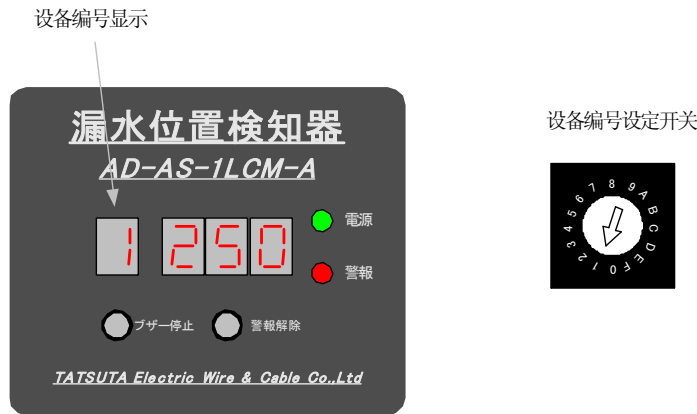 设备编号显示
漏水位置検知器
AD-AS-1LCM-A
1 250
電源
警報
ブザー停止
警報解除
TATSUTA Electric Wire & Cable Co.,Ltd
设备编号设定开关
0 1 2 3 4 5 6 7 8 9 A B C D E F